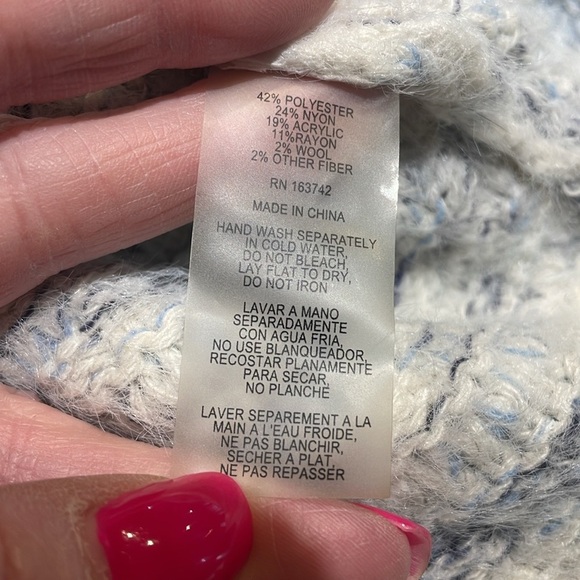 42% POLYESTER
24% NYON
19% ACRYLIC
11%RAYON
2% WOOL
2% OTHER FIBER
RN 163742
MADE IN CHINA
HAND WASH SEPARATELY
IN COLD WATER,
DO NOT BLEACH,
LAY FLAT TO DRY,
DO NOT IRON
LAVAR A MANO
SEPARADAMENTE
CON AGUA FRIA,
NO USE BLANQUEADOR,
RECOSTAR PLANAMENTE
PARA SECAR,
NO PLANCHÉ
LAVER SEPAREMENT A LA
MAIN A L'EAU FROIDE,
NE PAS BLANCHIR,
SECHER A PLAT,
NE PAS REPASSER